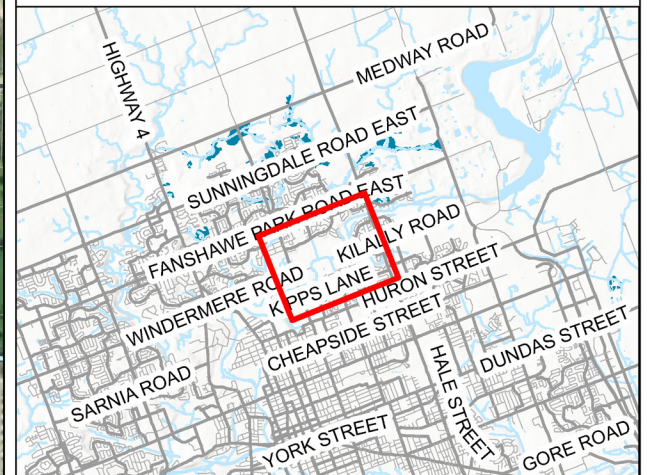 HIGHWAY 4
MEDWAY ROAD
SUNNINGDALE ROAD EAST
FANSHAWE PARK ROAD EAST
KILALLY ROAD
WINDERMERE ROAD
KIPPS LANE
HURON STREET
CHEAPSIDE STREET
DUNDAS STREET
SARNIA ROAD
HALE STREET
YORK STREET
GORE ROAD